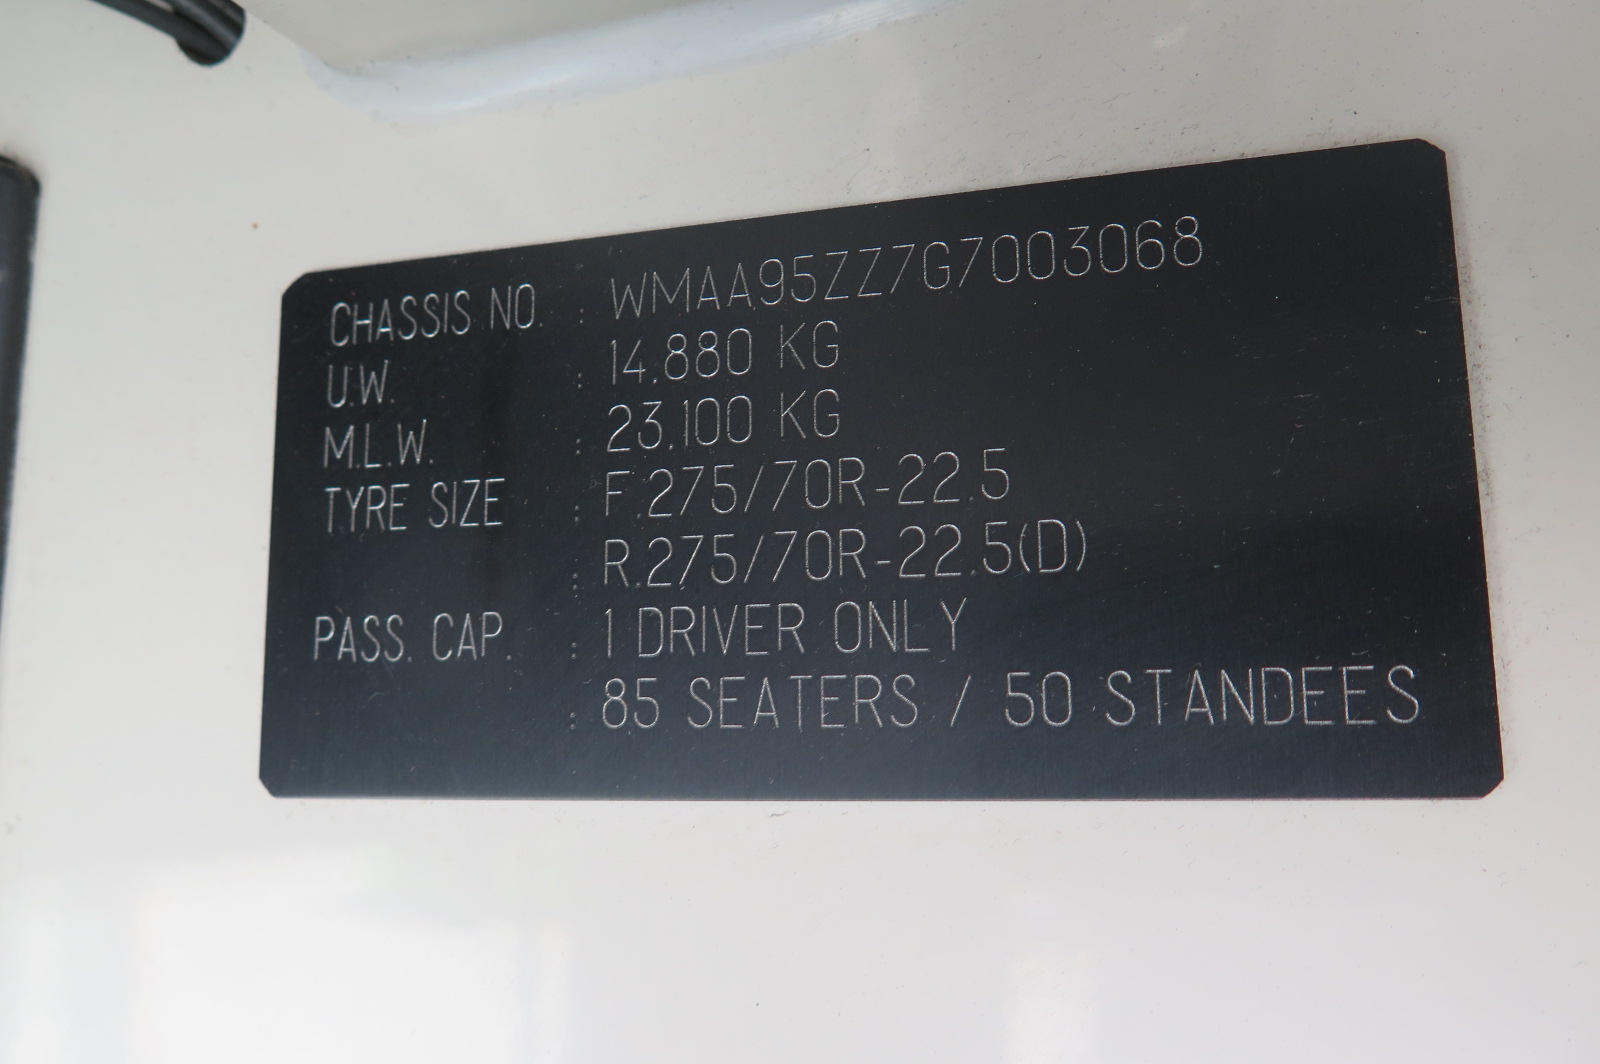 CHASSIS NO. : WMAA95ZZ7G7003068
U.W. : 14,880 KG
M.L.W. : 23,100 KG
TYRE SIZE : F.275/70R-22.5
: R.275/70R-22.5(D)
PASS. CAP. : 1 DRIVER ONLY
: 85 SEATERS / 50 STANDEES